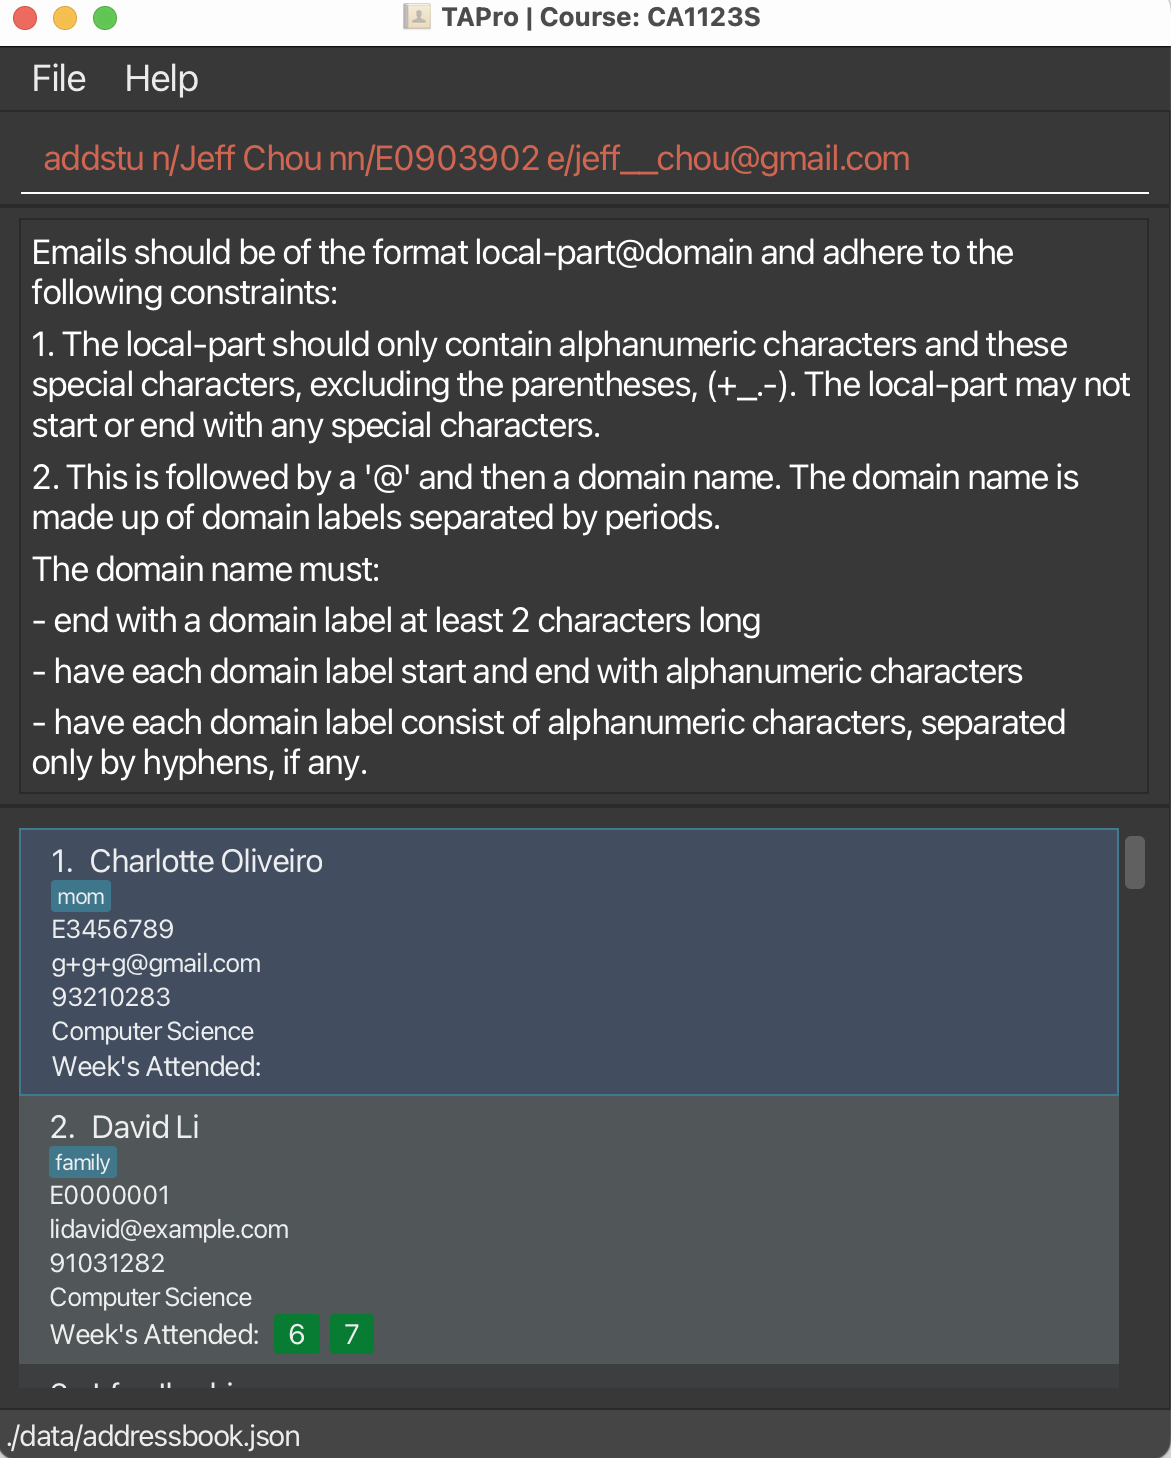 TAPro | Course: CA1123S
File Help
addstu n/Jeff Chou nn/E0903902 e/jeff__chou@gmail.com
Emails should be of the format local-part@domain and adhere to the
following constraints:
1. The local-part should only contain alphanumeric characters and these
special characters, excluding the parentheses, (+_.-). The local-part may not
start or end with any special characters.
2. This is followed by a '@' and then a domain name. The domain name is
made up of domain labels separated by periods.
The domain name must:
- end with a domain label at least 2 characters long
- have each domain label start and end with alphanumeric characters
- have each domain label consist of alphanumeric characters, separated
only by hyphens, if any.
1. Charlotte Oliveiro
mom
E3456789
g+g+g@gmail.com
93210283
Computer Science
Week's Attended:
2. David Li
family
E0000001
lidavid@example.com
91031282
Computer Science
Week's Attended: 6 7
./data/addressbook.json